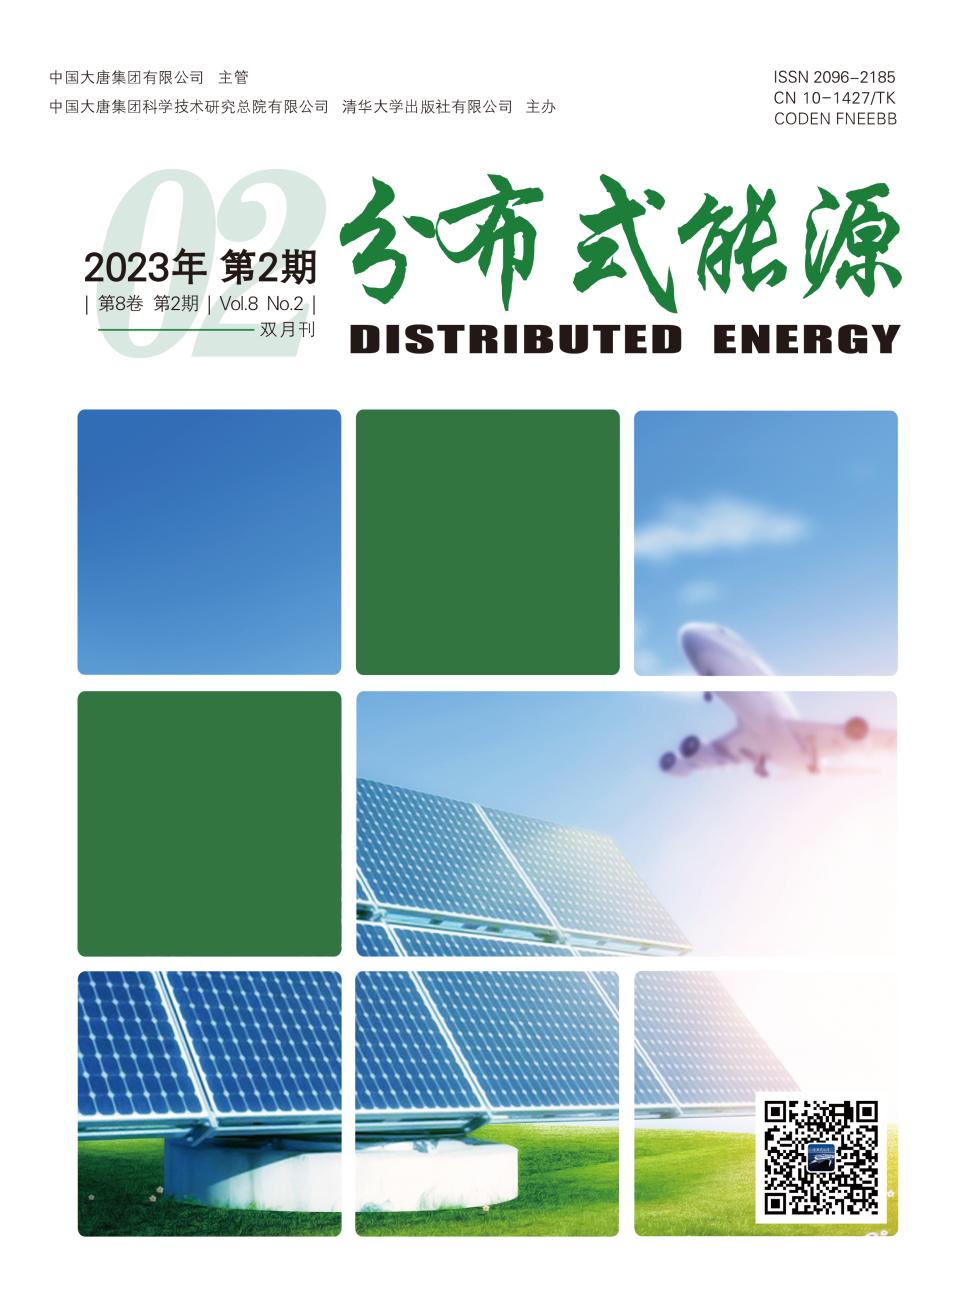 中国大唐集团有限公司 主管
中国大唐集团科学技术研究总院有限公司 清华大学出版社有限公司 主办
ISSN 2096-2185
CN 10-1427/TK
CODEN FNEEBB
02
2023年 第2期
| 第8卷 第2期 | Vol.8 No.2 |
双月刊
分布式能源
DISTRIBUTED ENERGY